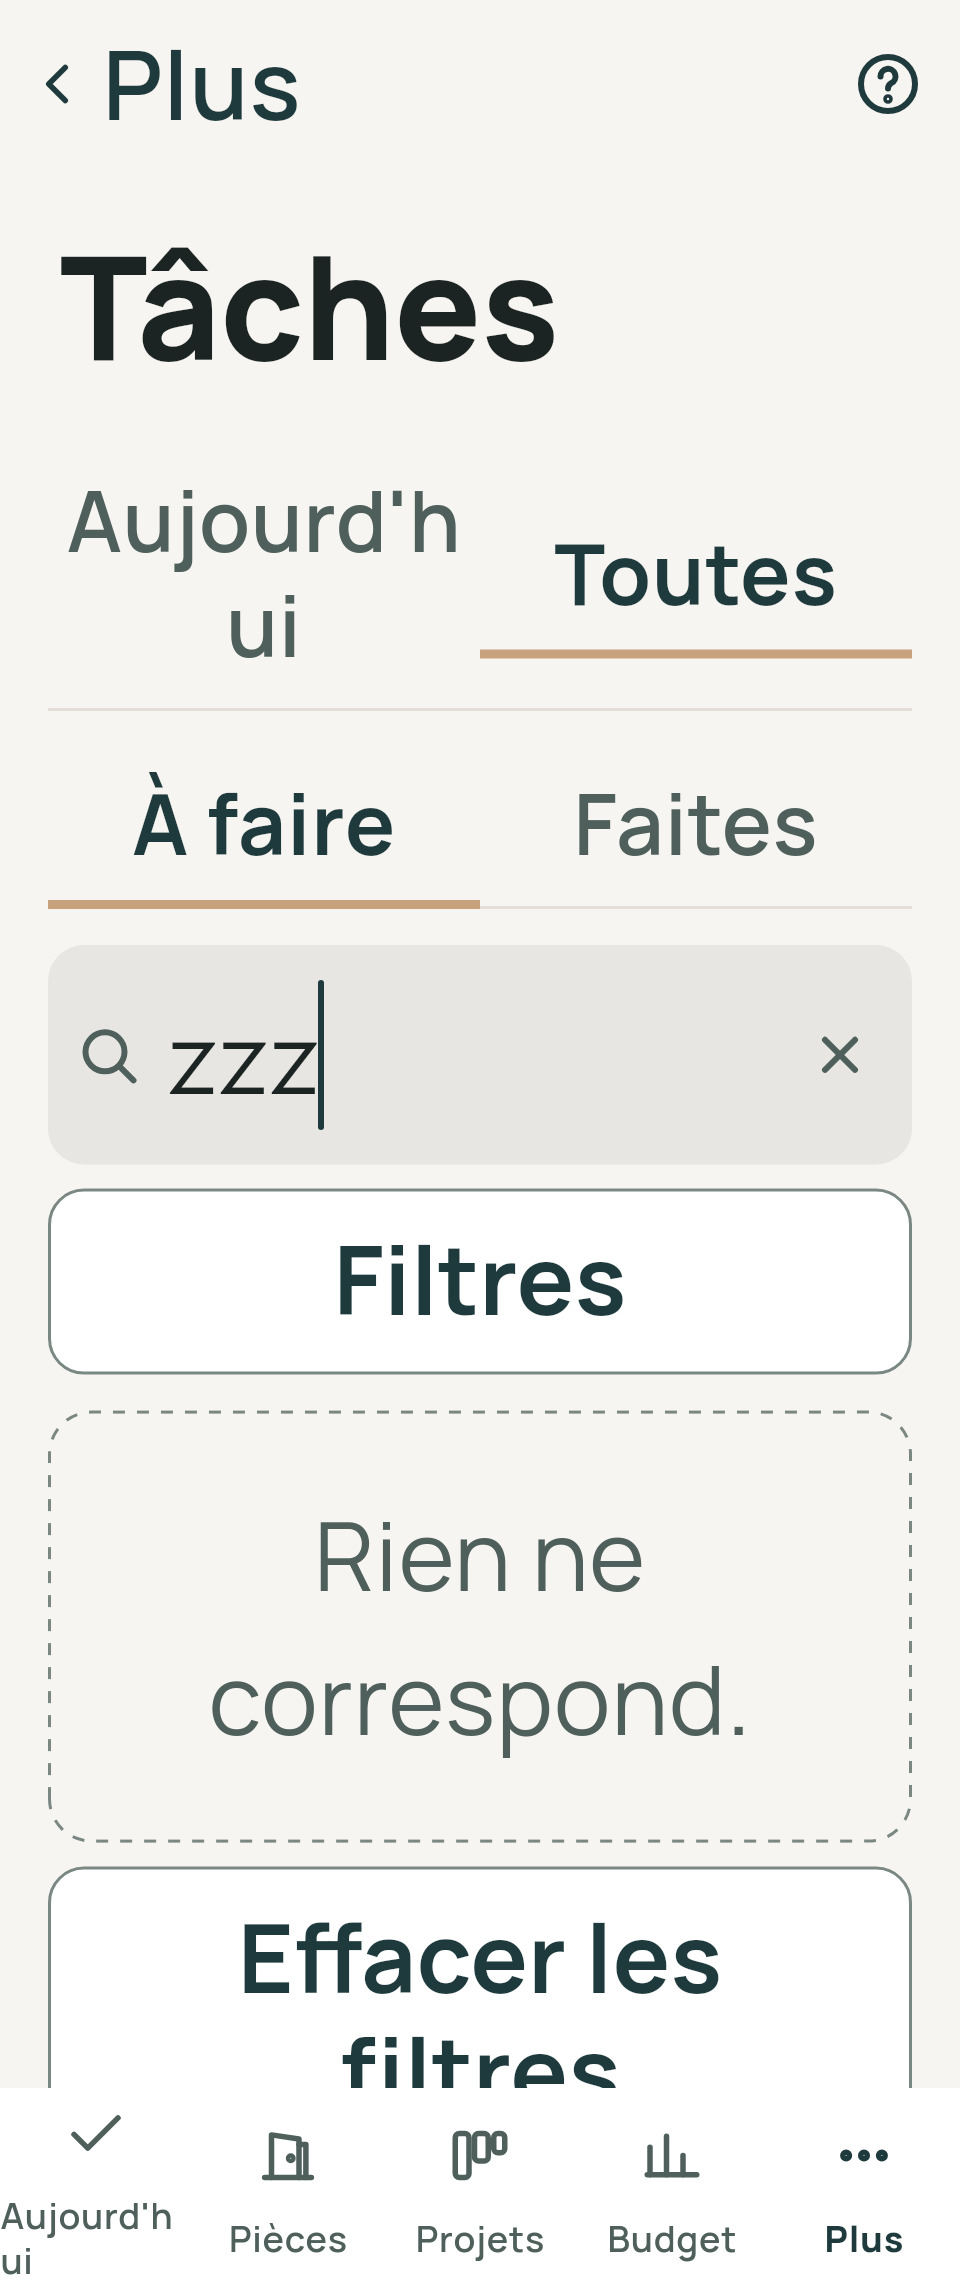 Plus
Tâches
Aujourd'h
ui
Toutes
À faire
Faites
zzz
Filtres
Rien ne
correspond.
Effacer les
filtres
Aujourd'h
ui
Pièces
Projets
Budget
Plus